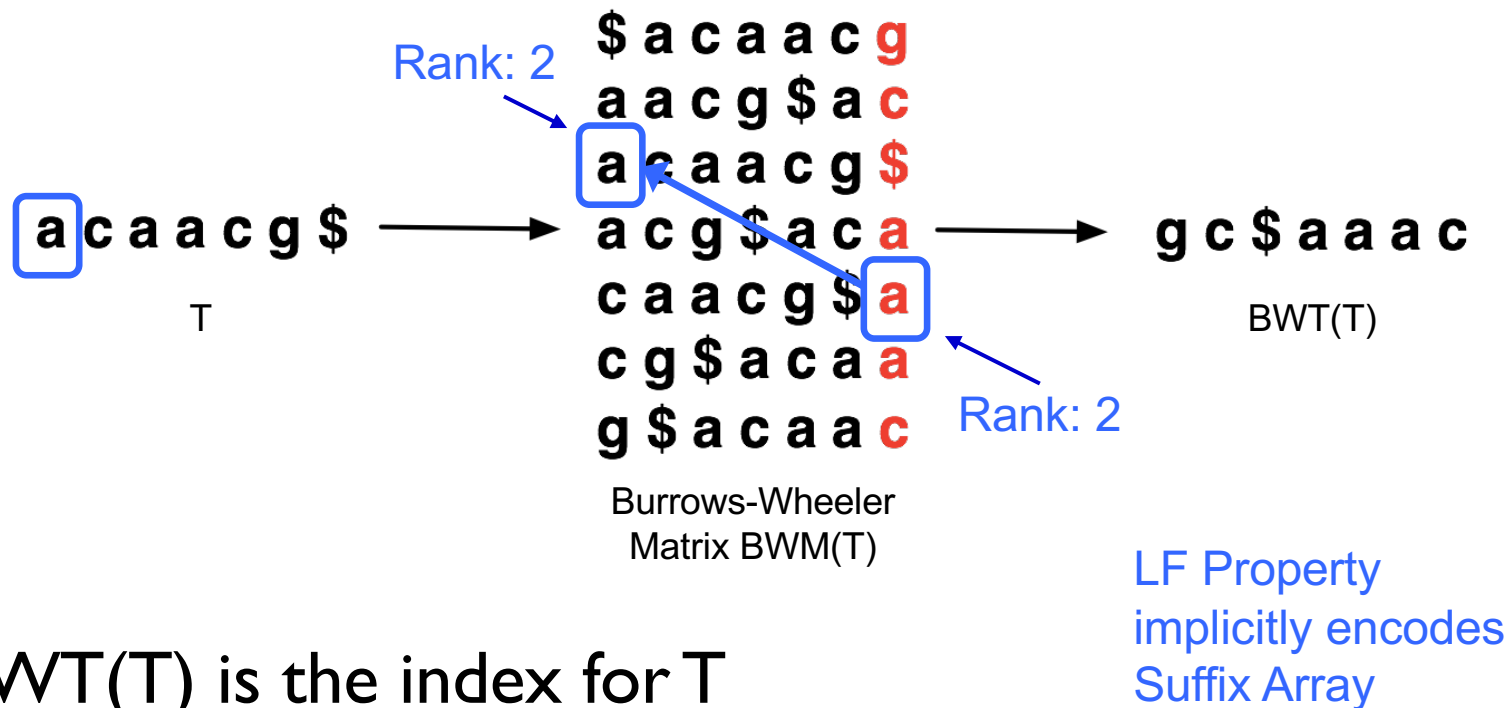 $ a c a a c g
Rank: 2
a a c g $ a c
a c a a c g $
a c a a c g $
a c g $ a c a
g c $ a a a c
c a a c g $ a
T
BWT(T)
c g $ a c a a
Rank: 2
g $ a c a a c
Burrows-Wheeler
Matrix BWM(T)
LF Property
implicitly encodes
Suffix Array
WT(T) is the index for T